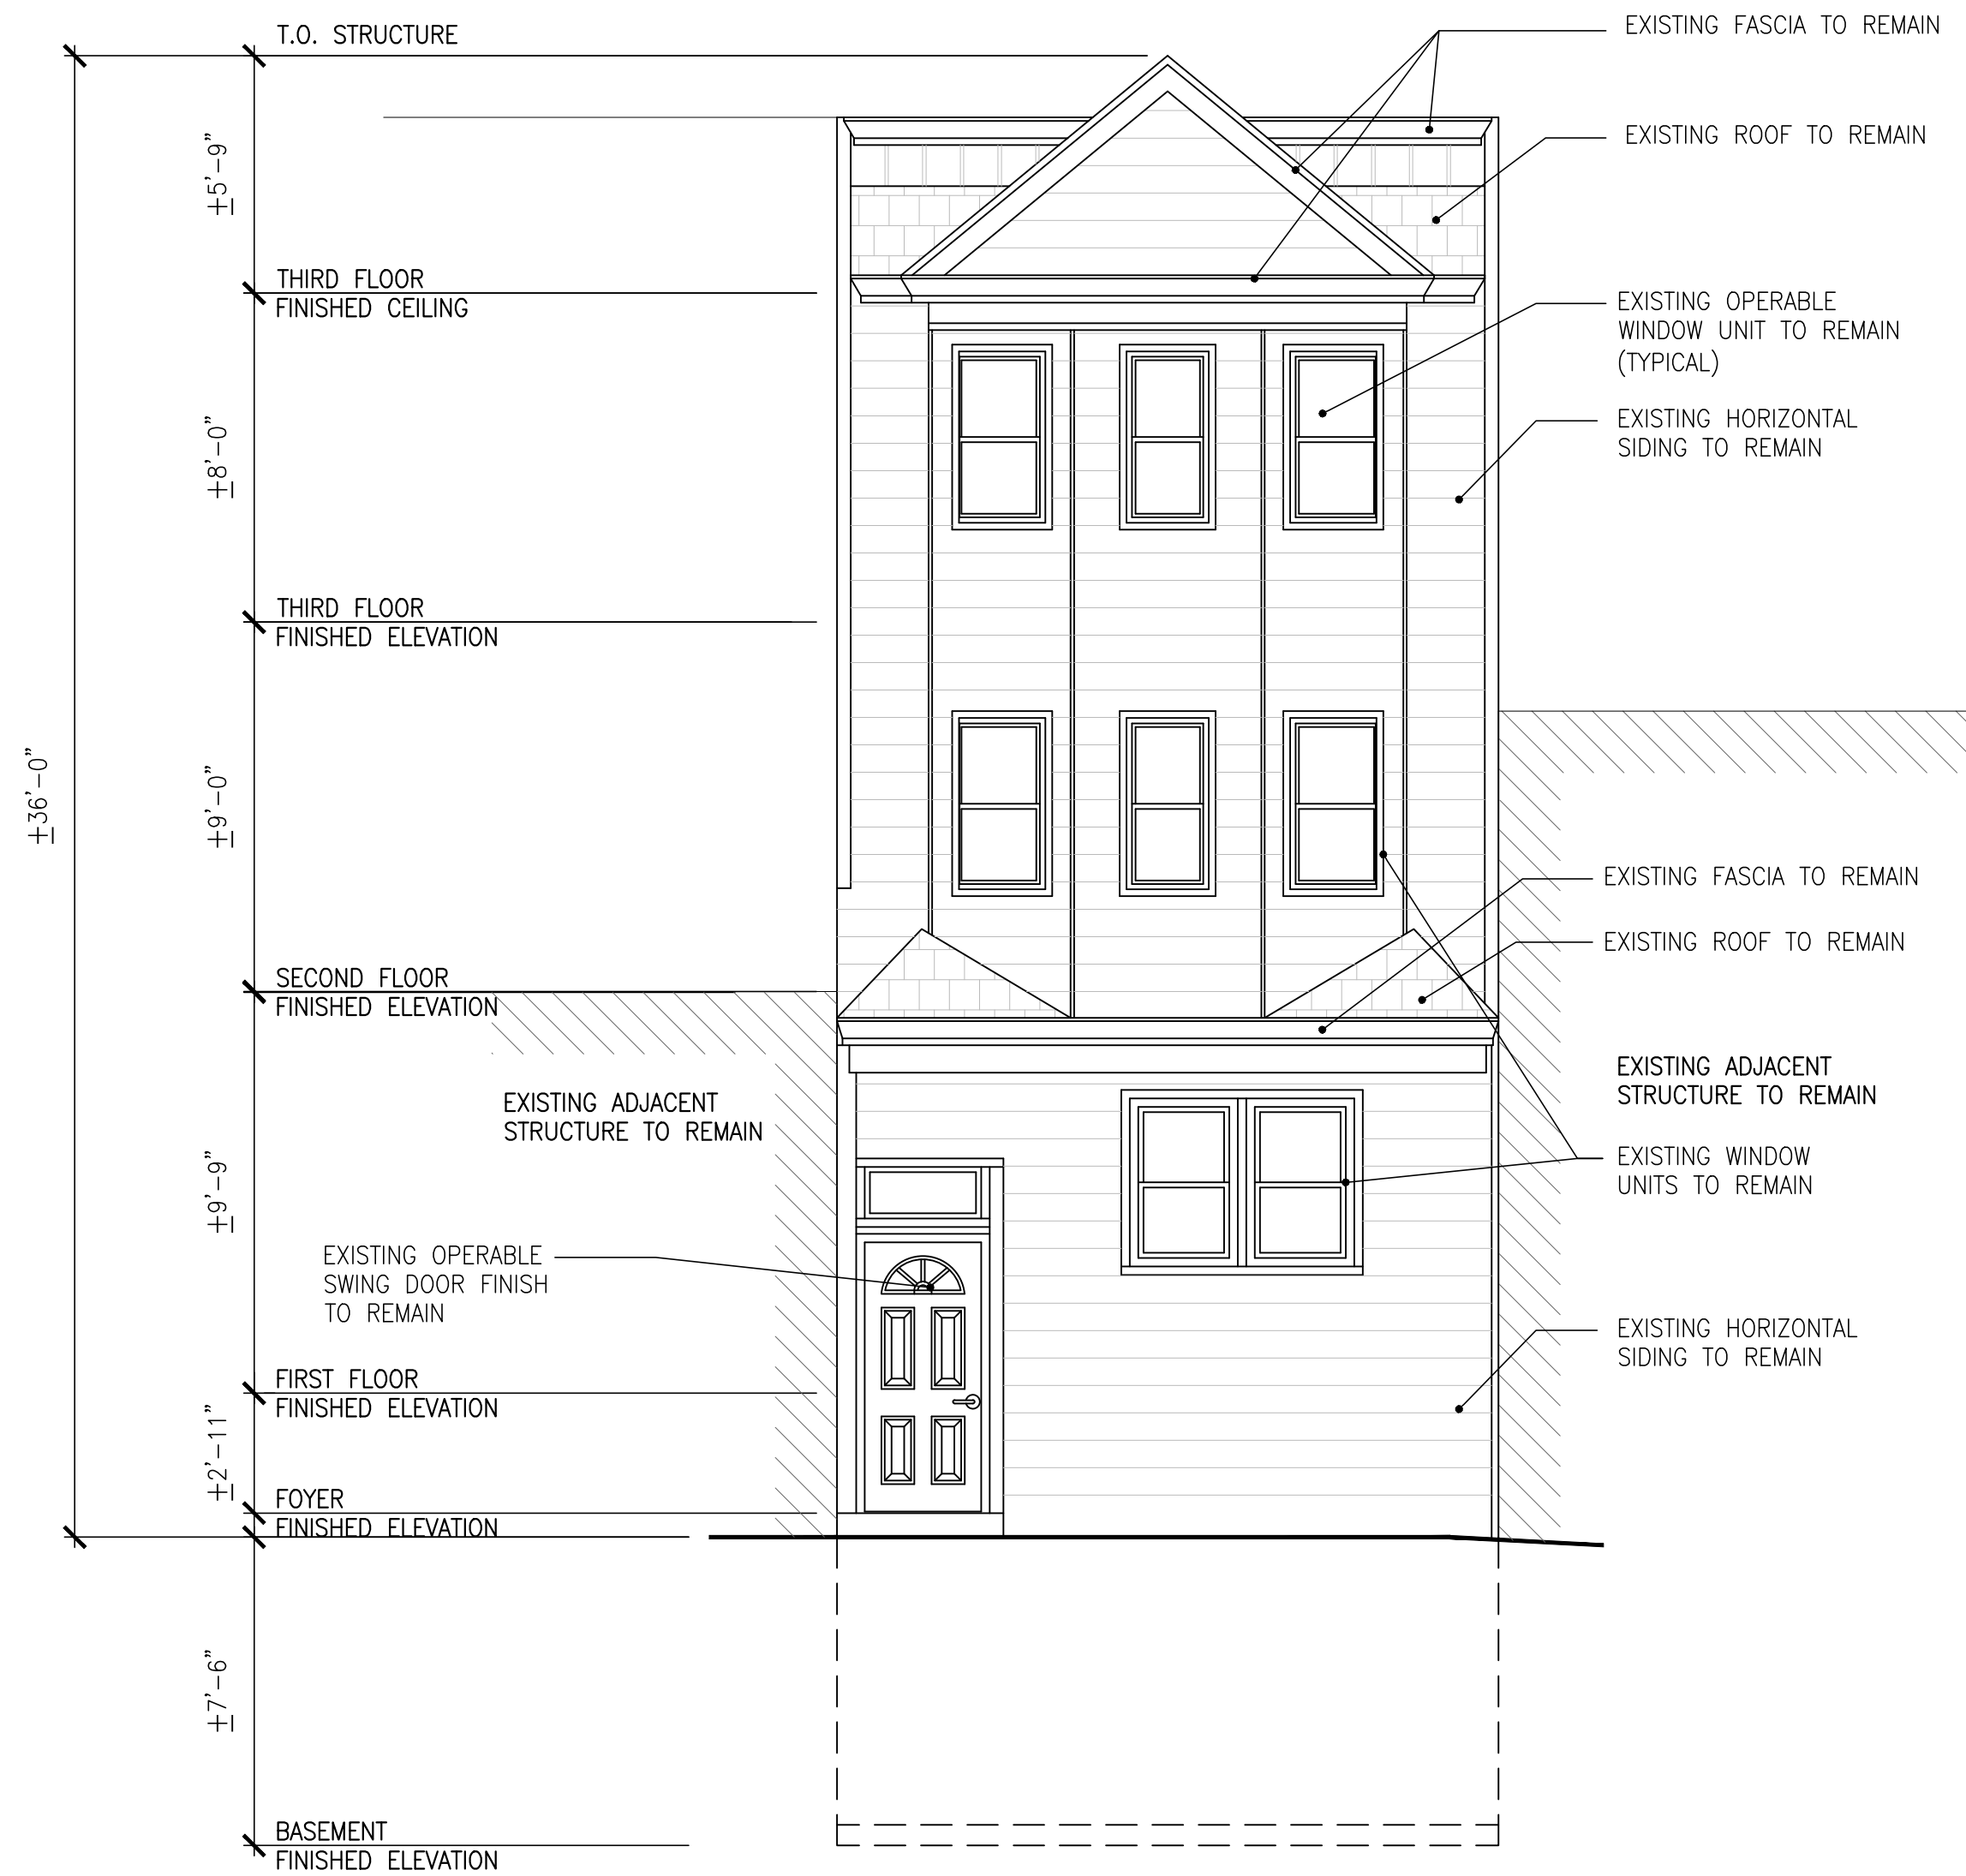 T.O. STRUCTURE
EXISTING FASCIA TO REMAIN
EXISTING ROOF TO REMAIN
±5'-9"
THIRD FLOOR
FINISHED CEILING
EXISTING OPERABLE
WINDOW UNIT TO REMAIN
(TYPICAL)
EXISTING HORIZONTAL
SIDING TO REMAIN
±8'-0"
THIRD FLOOR
FINISHED ELEVATION
±36'-0"
±9'-0"
EXISTING FASCIA TO REMAIN
EXISTING ROOF TO REMAIN
SECOND FLOOR
FINISHED ELEVATION
EXISTING ADJACENT
STRUCTURE TO REMAIN
EXISTING ADJACENT
STRUCTURE TO REMAIN
EXISTING WINDOW
UNITS TO REMAIN
±9'-9"
EXISTING OPERABLE
SWING DOOR FINISH
TO REMAIN
EXISTING HORIZONTAL
SIDING TO REMAIN
FIRST FLOOR
FINISHED ELEVATION
±2'-11"
FOYER
FINISHED ELEVATION
±7'-6"
BASEMENT
FINISHED ELEVATION